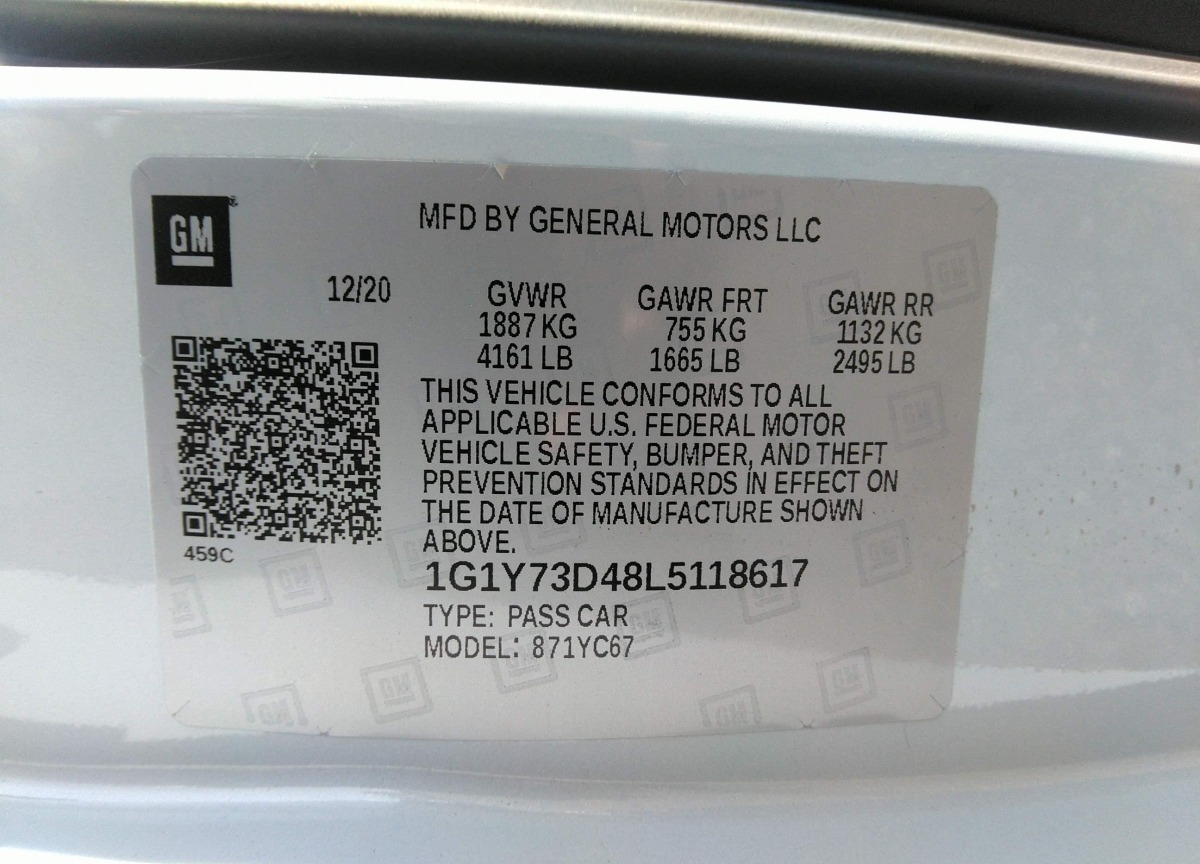 GM
MFD BY GENERAL MOTORS LLC
12/20 GVWR GAWR FRT GAWR RR
1887 KG 755 KG 1132 KG
4161 LB 1665 LB 2495 LB
THIS VEHICLE CONFORMS TO ALL
APPLICABLE U.S. FEDERAL MOTOR
VEHICLE SAFETY, BUMPER, AND THEFT
PREVENTION STANDARDS IN EFFECT ON
THE DATE OF MANUFACTURE SHOWN
ABOVE.
459C
1G1Y73D48L5118617
TYPE: PASS CAR
MODEL: 871YC67